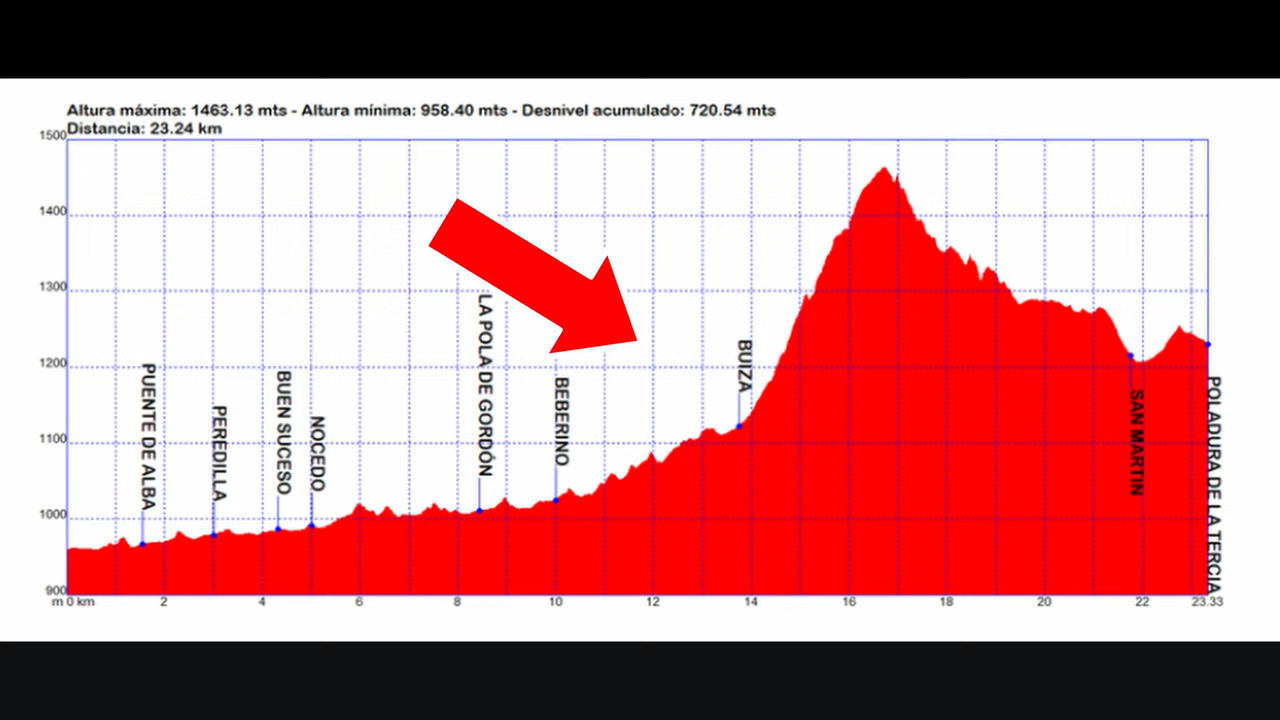 Altura máxima: 1463.13 mts - Altura mínima: 958.40 mts - Desnivel acumulado: 720.54 mts
Distancia: 23.24 km
1500
1400
1300
1200
1100
1000
900
PUENTE DE ALBA
PEREDILLA
BUEN SUCESO
NOCEDO
LA POLA DE GORDÓN
BEBERINO
BUIZA
SAN MARTIN
POLADURA DE LA TERCIA
m 0 km 2 4 6 8 10 12 14 16 18 20 22 23.33